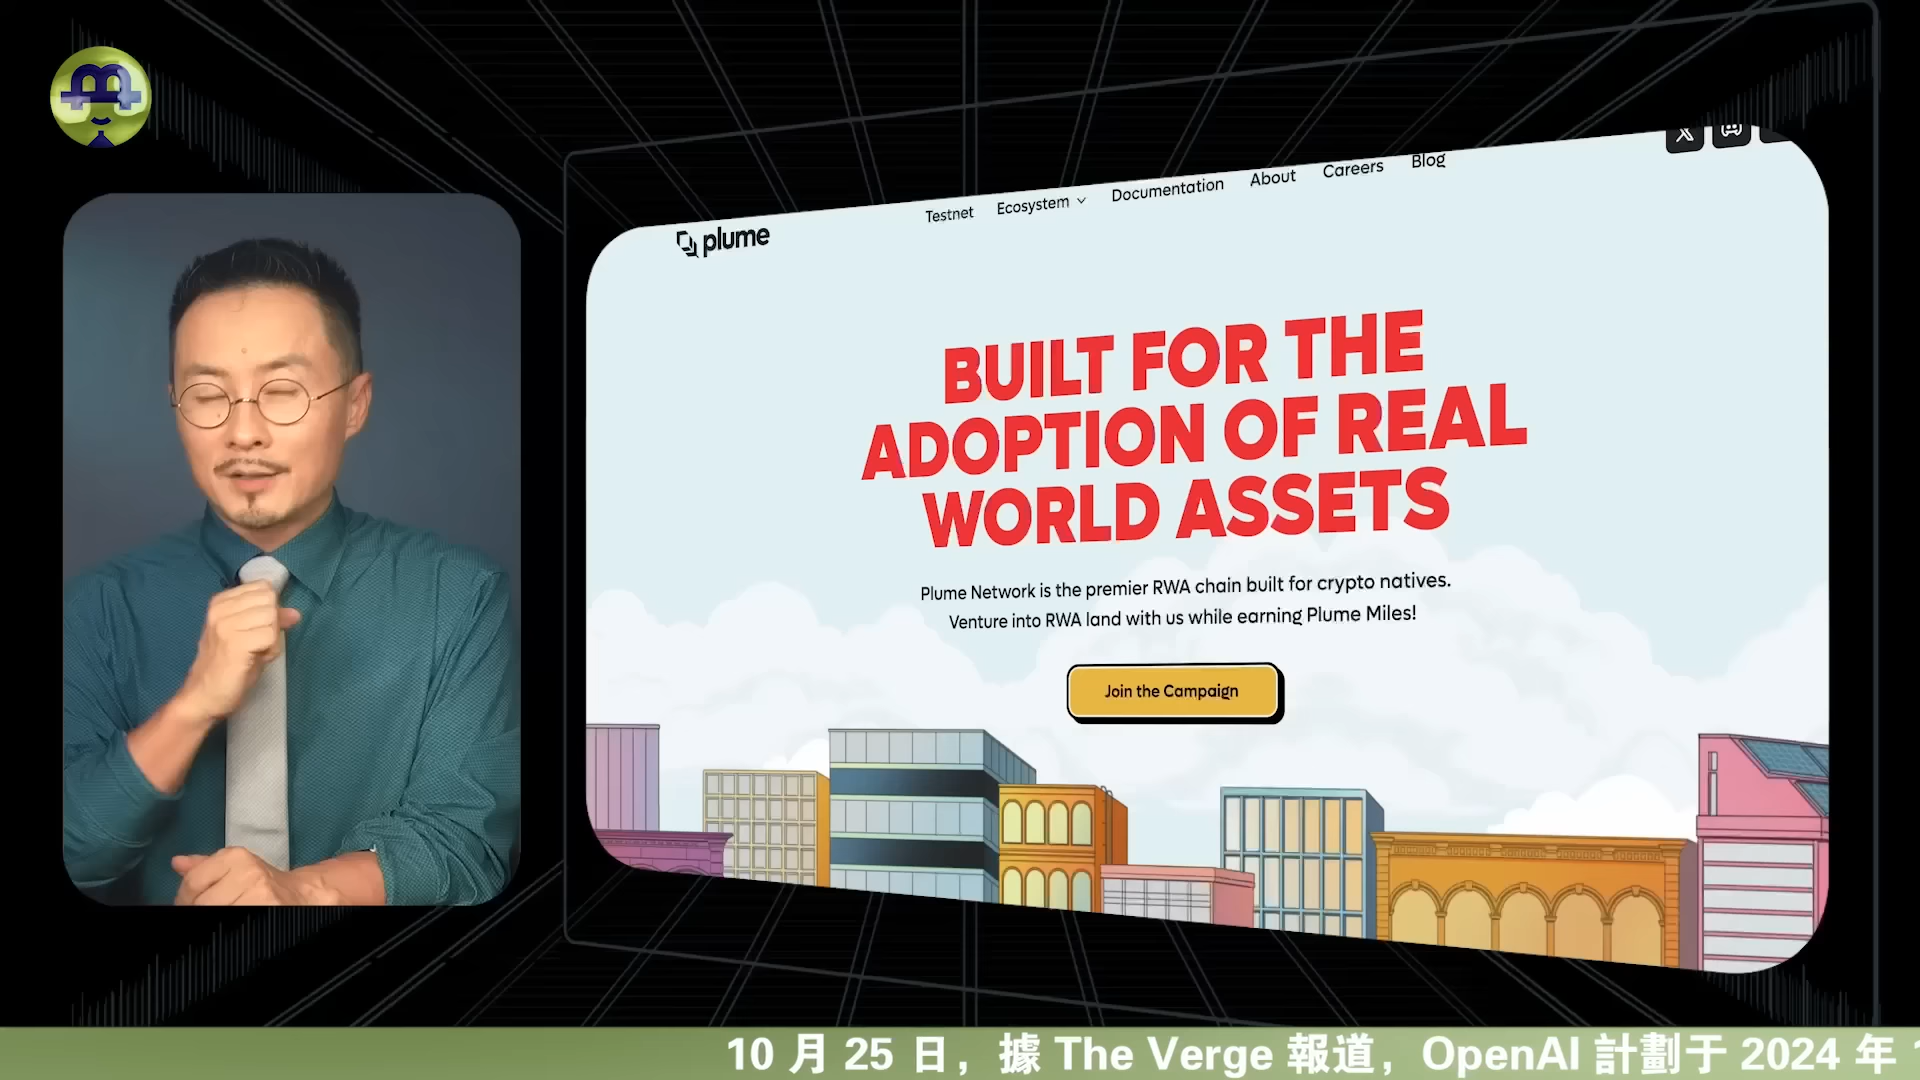 Testnet Ecosystem Documentation About Careers Blog
plume
BUILT FOR THE
ADOPTION OF REAL
WORLD ASSETS
Plume Network is the premier RWA chain built for crypto natives.
Venture into RWA land with us while earning Plume Miles!
Join the Campaign
10 月 25 日，據 The Verge 報道，OpenAI 計劃于 2024 年